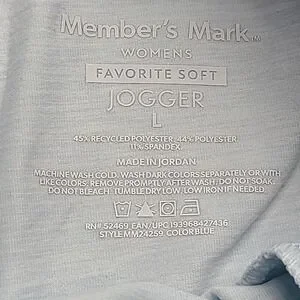 Member's Mark™
WOMENS
FAVORITE SOFT
JOGGER
L
45% RECYCLED POLYESTER 44% POLYESTER
11% SPANDEX
MADE IN JORDAN
MACHINE WASH COLD. WASH DARK COLORS SEPARATELY OR WITH
LIKE COLORS. REMOVE PROMPTLY AFTER WASH. DO NOT SOAK.
DO NOT BLEACH TUMBLE DRY LOW. LOW IRON IF NEEDED.
RN# 52469 EAN/UPC 193968427436
STYLE MM24259 COLOR BLUE